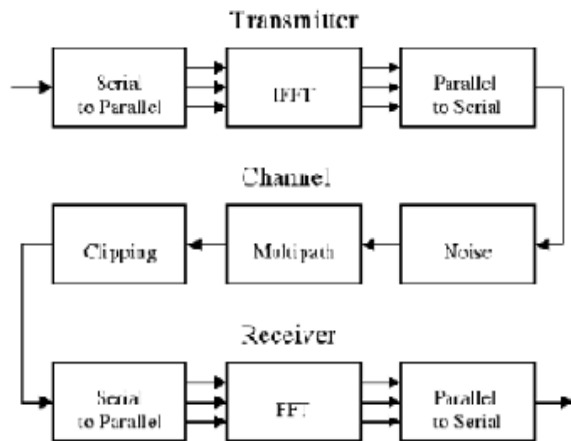 Transmitter
Serial
to Parallel
IFFT
Parallel
to Serial
Channel
Clipping
Multipath
Noise
Receiver
Serial
to Parallel
FFT
Parallel
to Serial